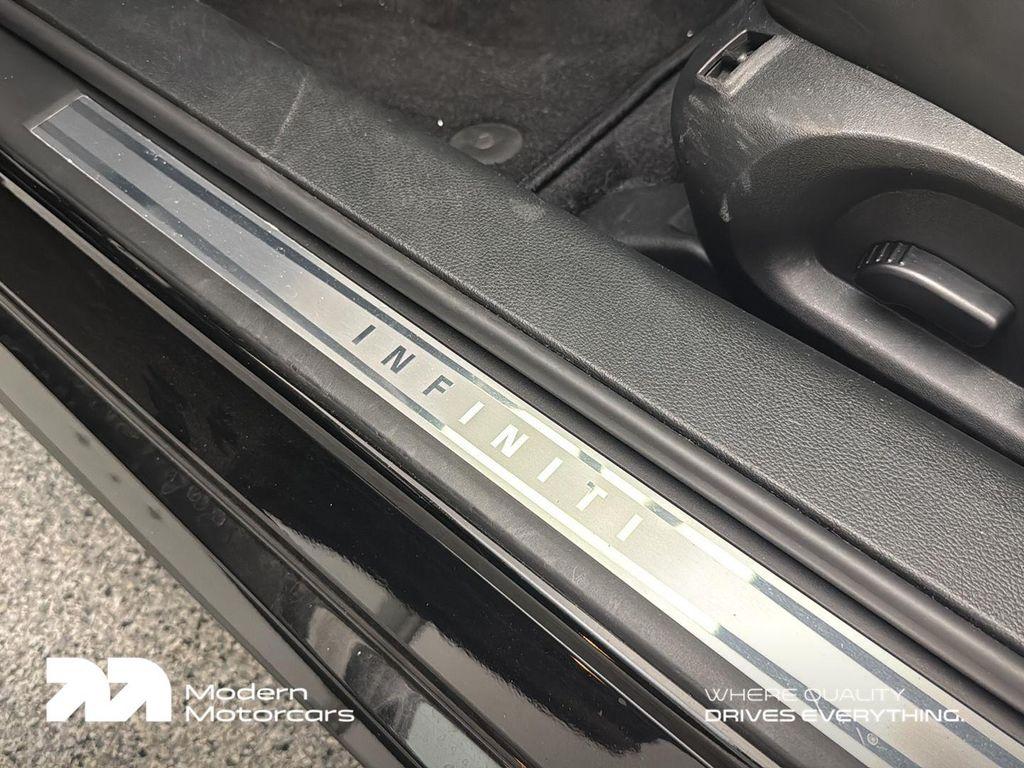 INFINITI
Modern
Motorcars
WHERE QUALITY
DRIVES EVERYTHING.